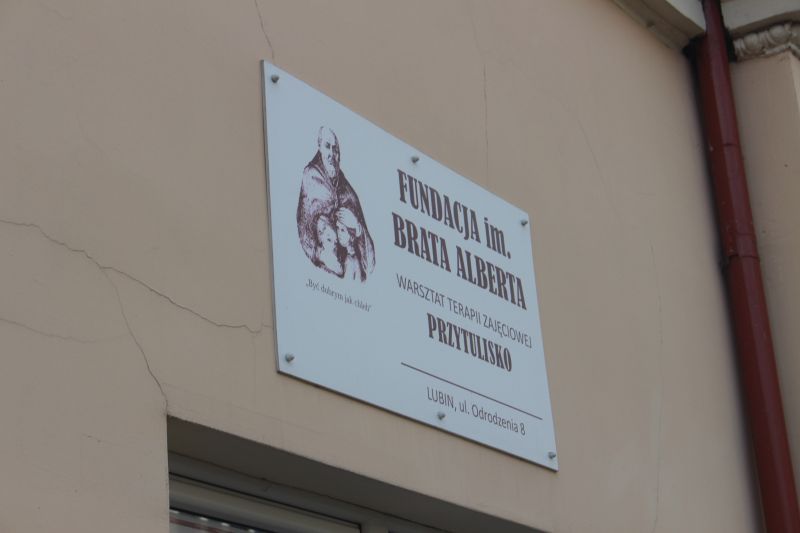 FUNDACJA im.
BRATA ALBERTA
WARSZTAT TERAPII ZAJĘCIOWEJ
PRZYTULISKO
„Być dobrym jak chleb”
LUBIN, ul. Odrodzenia 8